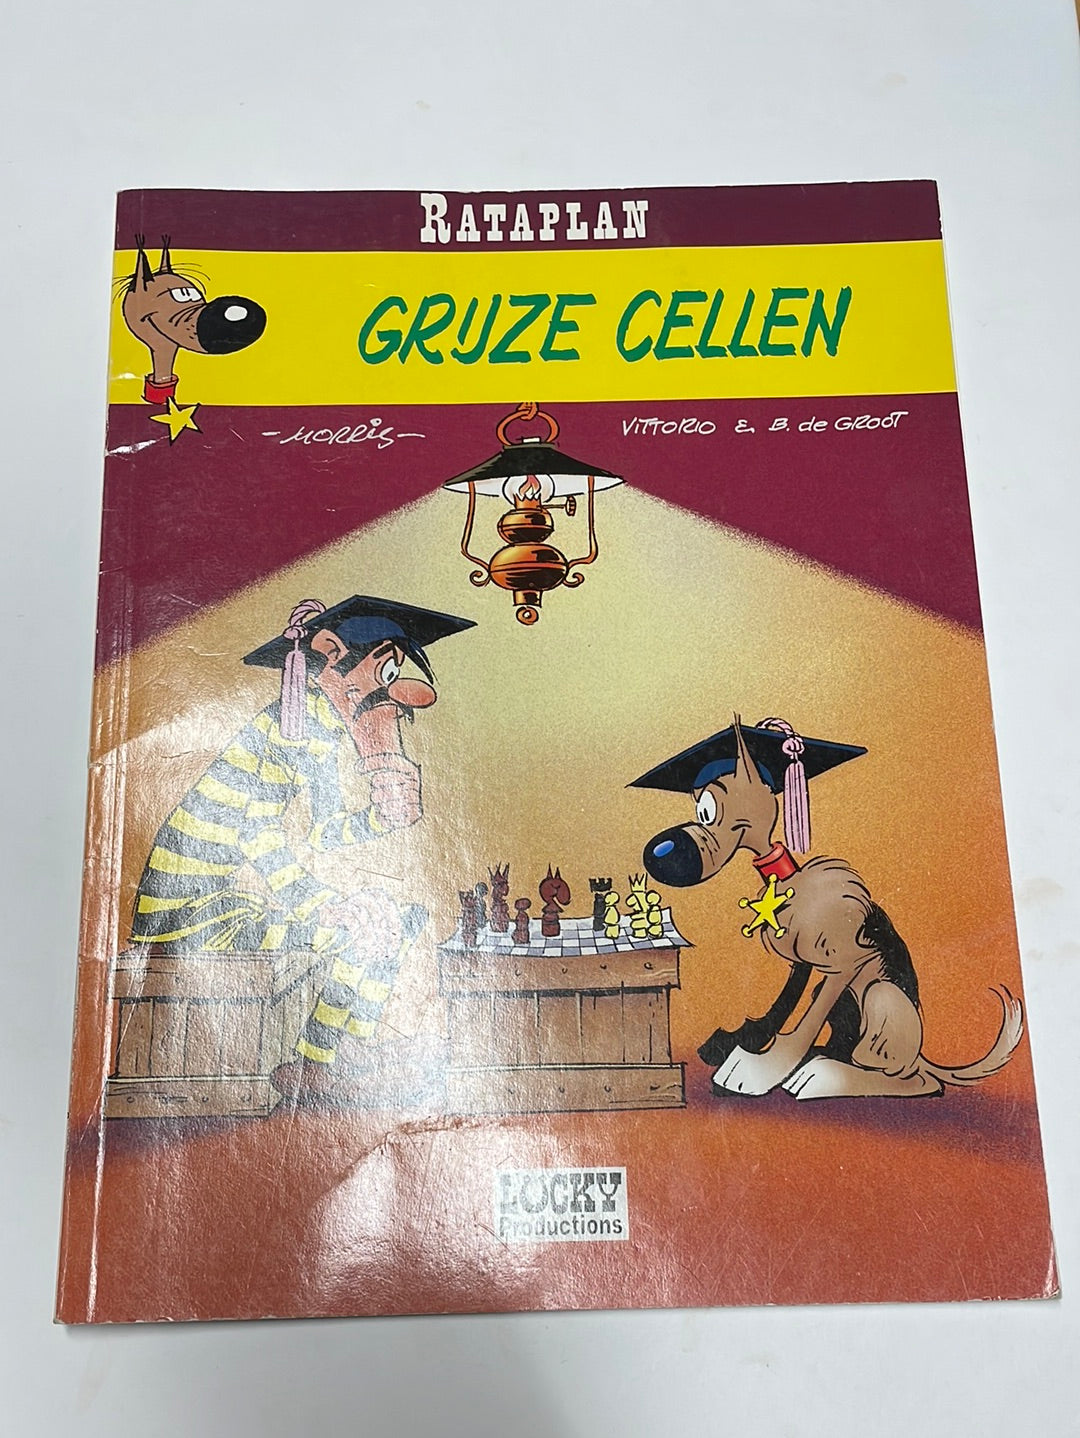 RATAPLAN
GRIJZE CELLEN
-MORRIS-
VITTORIO & B. de GROOT
LUCKY
Productions